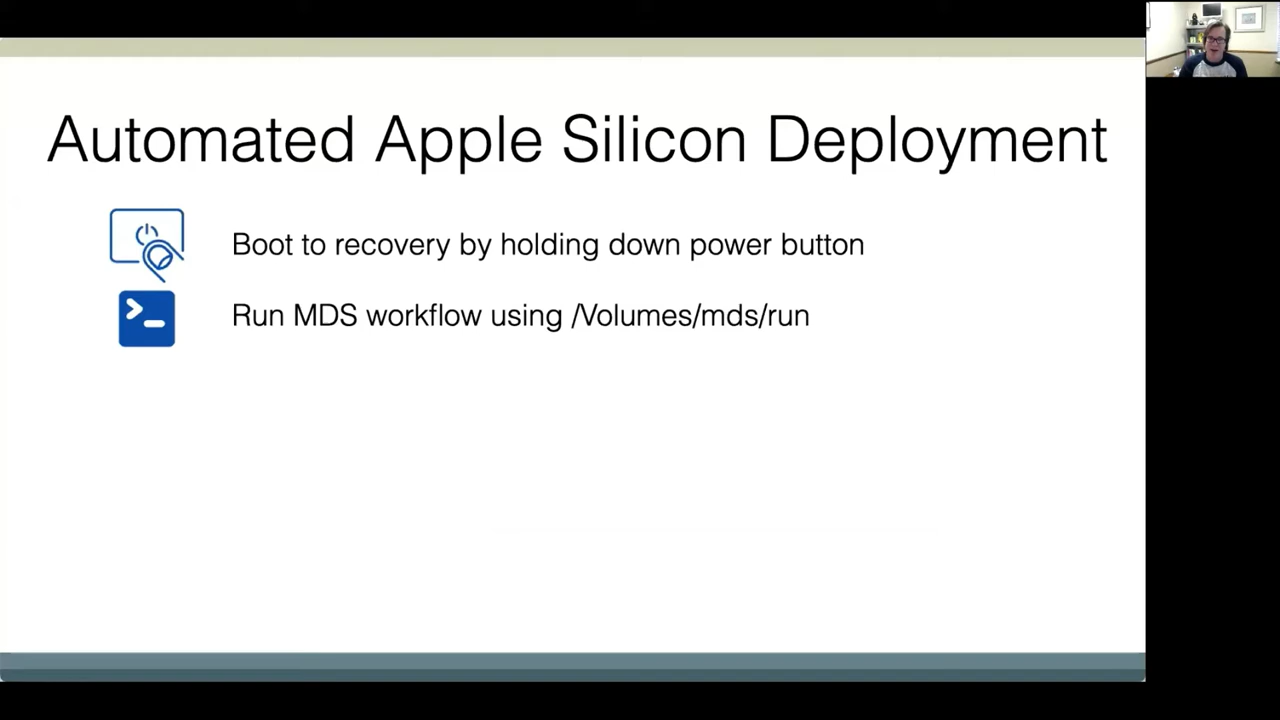 Automated Apple Silicon Deployment
Boot to recovery by holding down power button
Run MDS workflow using /Volumes/mds/run